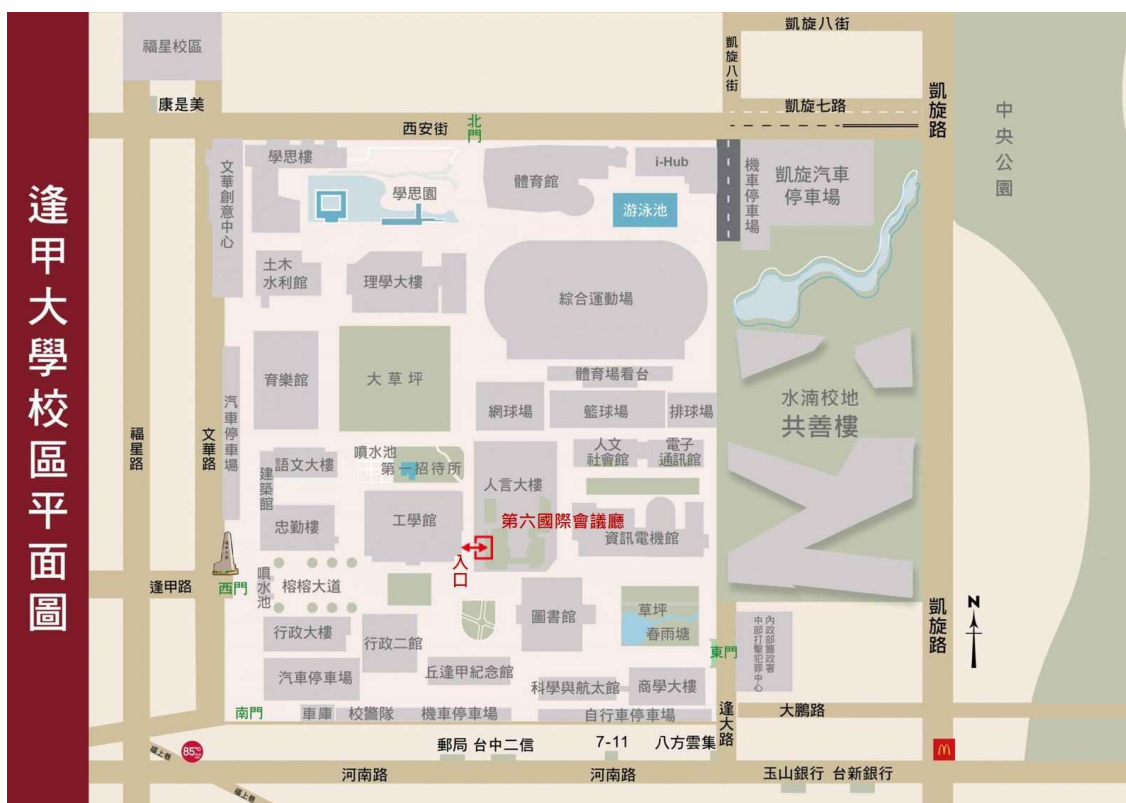 逢甲大學校區平面圖
福星校區
康是美
西安街
北門
凱旋八街
凱旋八街
凱旋七路
凱旋路
中央公園
文華創意中心
學思樓
學思園
體育館
i-Hub
游泳池
機車停車場
凱旋汽車
停車場
土木
水利館
理學大樓
綜合運動場
育樂館
大草坪
體育場看台
網球場
籃球場
排球場
水湳校地
共善樓
汽車停車場
福星路
文華路
建築館
語文大樓
噴水池
第一招待所
人言大樓
人文
社會館
電子
通訊館
忠勤樓
工學館
第六國際會議廳
資訊電機館
入口
逢甲路
西門
噴水池
榕榕大道
圖書館
草坪
春雨塘
凱旋路
N
行政大樓
行政二館
東門
內政部警政署
中部打擊犯罪中心
汽車停車場
丘逢甲紀念館
科學與航太館
商學大樓
南門
車庫
校警隊
機車停車場
自行車停車場
逢大路
大鵬路
福上巷
85℃
郵局 台中二信
7-11
八方雲集
河南路
河南路
玉山銀行 台新銀行
福上巷